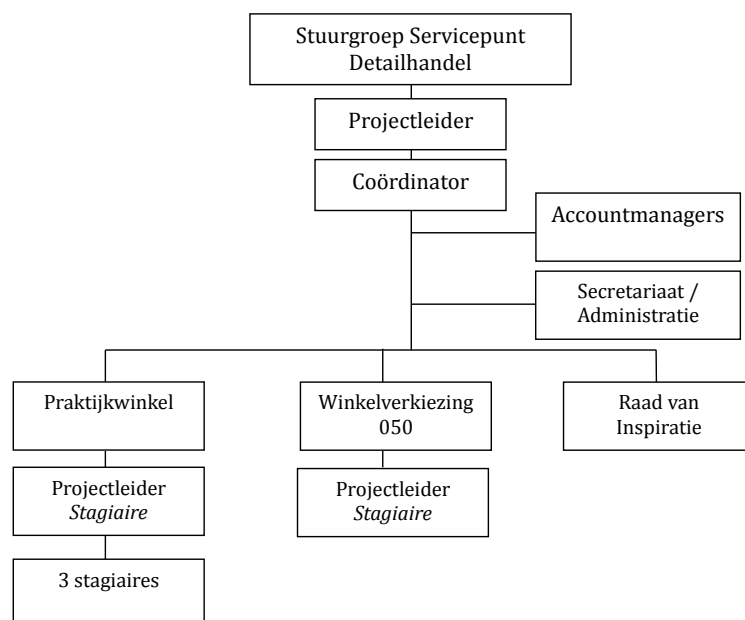 Stuurgroep Servicepunt
Detailhandel
Projectleider
Coördinator
Accountmanagers
Secretariaat /
Administratie
Praktijkwinkel
Winkelverkiezing
050
Raad van
Inspiratie
Projectleider
Stagiaire
Projectleider
Stagiaire
3 stagiaires